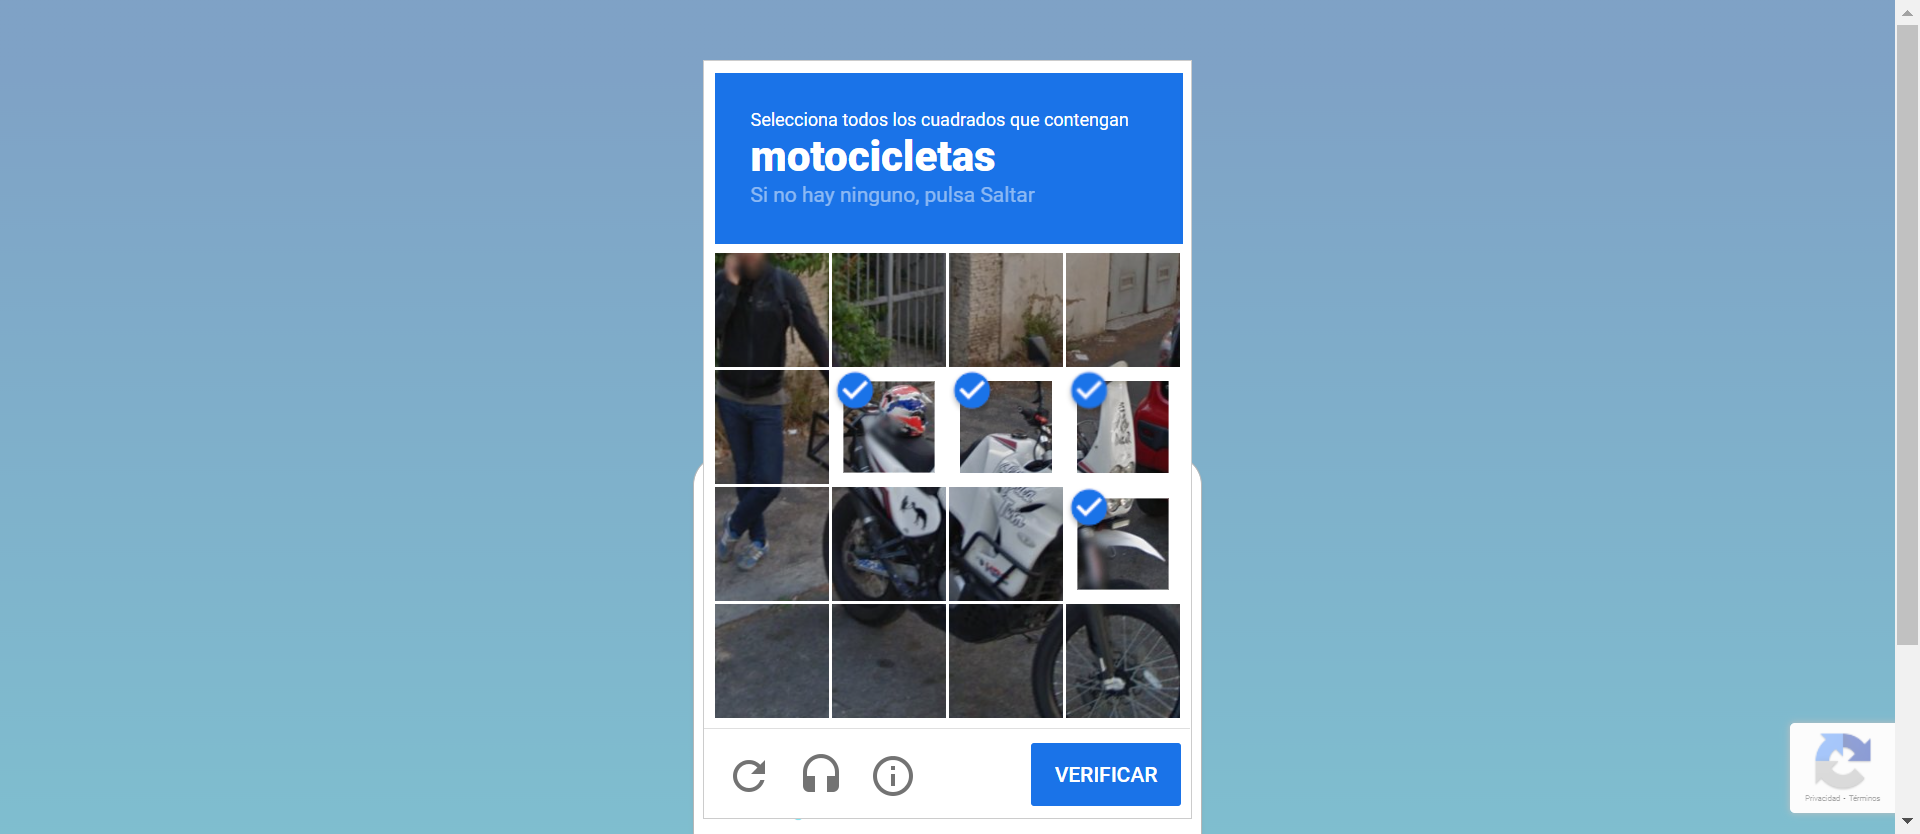 Selecciona todos los cuadrados que contengan
motocicletas
Si no hay ninguno, pulsa Saltar
VERIFICAR
Privacidad - Términos